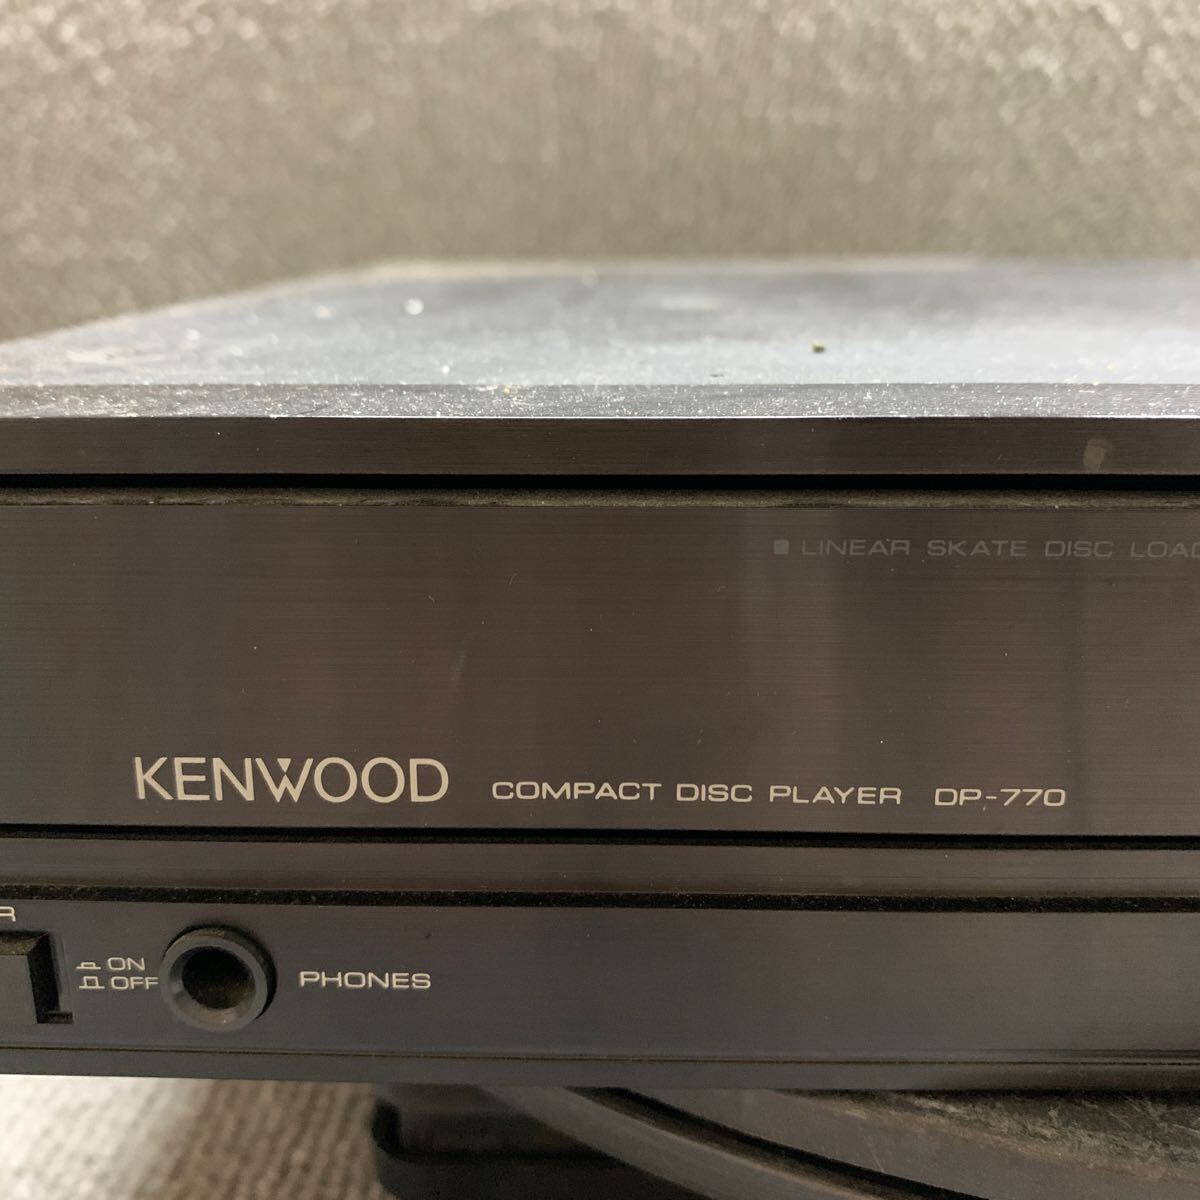 ■ LINEAR SKATE DISC LOAD
KENWOOD COMPACT DISC PLAYER DP-770
R
ON
OFF
PHONES